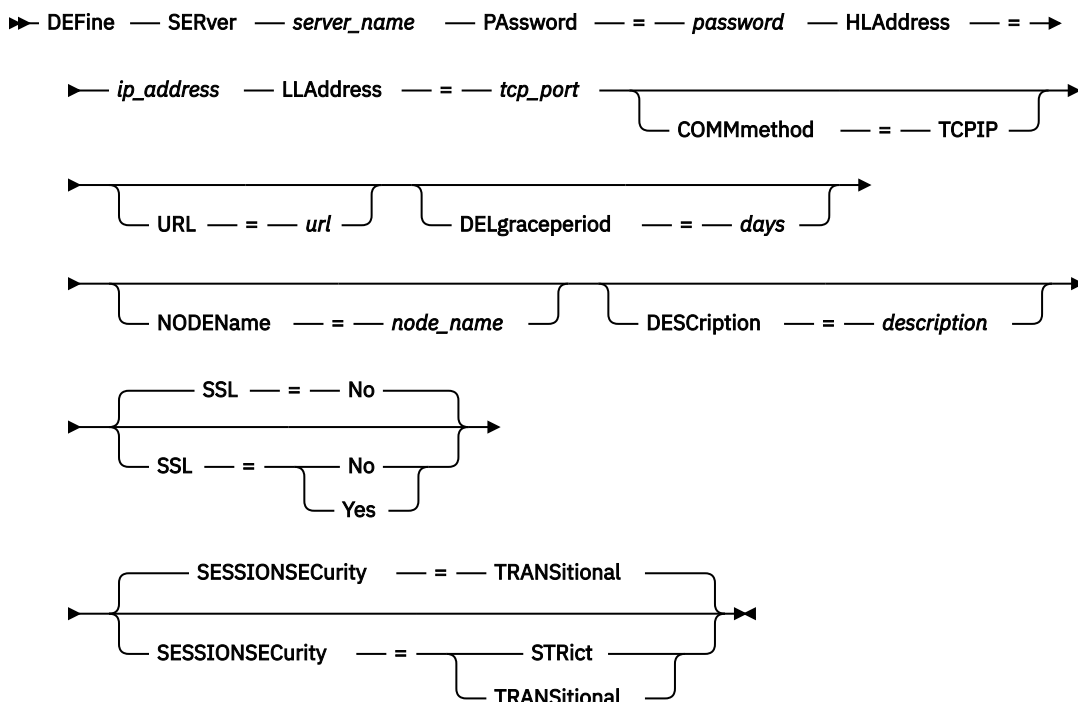 DEFine SERver server_name PAssword = password HLAddress =
ip_address LLAddress = tcp_port
COMMmethod = TCPIP
URL = url DELgraceperiod = days
NODEName = node_name DESCription = description
SSL = No
SSL = No
Yes
SESSIONSECurity = TRANSitional
SESSIONSECurity = STRict
TRANSitional